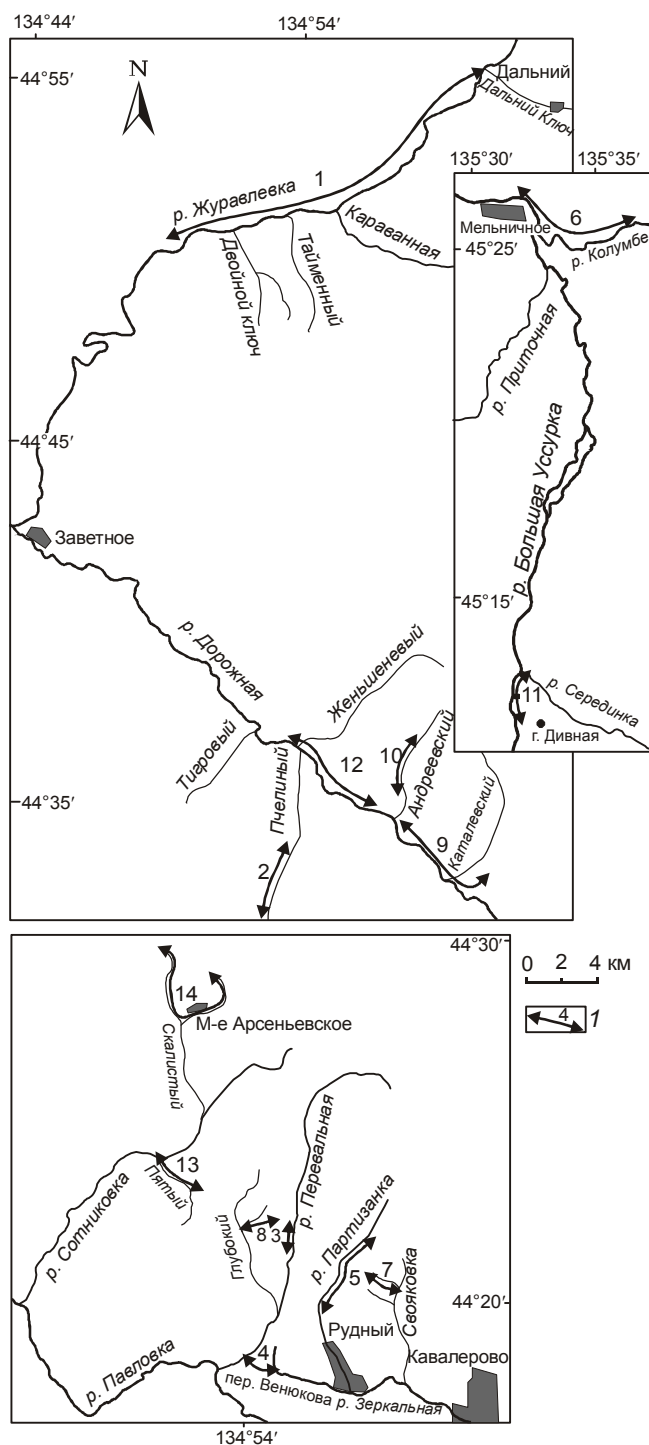 134°44′
134°54′
44°55′
N
Дальний
Дальний Ключ
1
р. Журавлевка
Караванная
Тайменный
Двойной ключ
135°30′
135°35′
Мельничное
6
45°25′
р. Колумбе
р. Приточная
р. Большая Уссурка
44°45′
Заветное
45°15′
р. Дорожная
Женьшеневый
11
р. Серединка
г. Дивная
Тигровый
12
10
Андреевский
44°35′
Пчелиный
9
Каталевский
2
44°30′
0 2 4 км
4
1
14
М-е Арсеньевское
Скалистый
13
Пятый
р. Перевальная
р. Сотниковка
Глубокий
8
3
р. Партизанка
5
7
Свояковка
44°20′
Рудный
Кавалерово
4
р. Павловка
пер. Венюкова
р. Зеркальная
134°54′